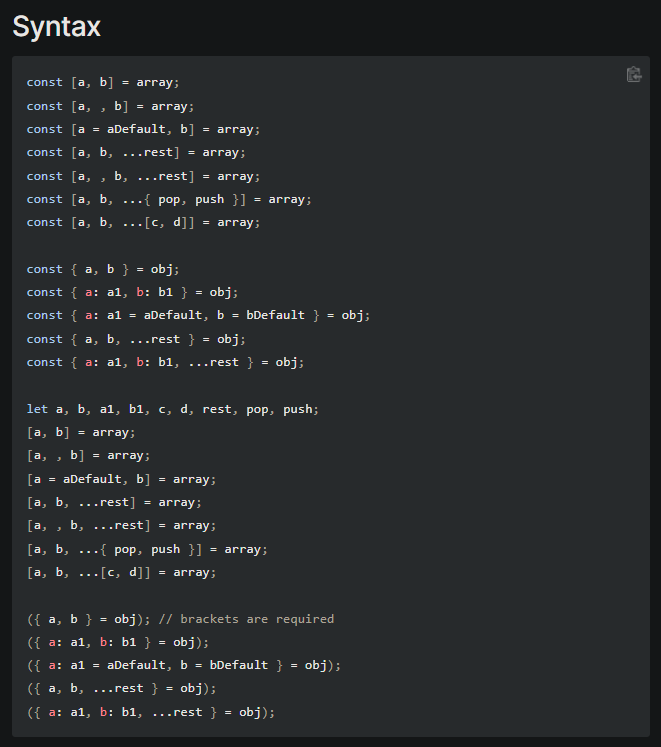 Syntax
const [a, b] = array;
const [a, , b] = array;
const [a = aDefault, b] = array;
const [a, b, ...rest] = array;
const [a, , b, ...rest] = array;
const [a, b, ...{ pop, push }] = array;
const [a, b, ...[c, d]] = array;
const { a, b } = obj;
const { a: a1, b: b1 } = obj;
const { a: a1 = aDefault, b = bDefault } = obj;
const { a, b, ...rest } = obj;
const { a: a1, b: b1, ...rest } = obj;
let a, b, a1, b1, c, d, rest, pop, push;
[a, b] = array;
[a, , b] = array;
[a = aDefault, b] = array;
[a, b, ...rest] = array;
[a, , b, ...rest] = array;
[a, b, ...{ pop, push }] = array;
[a, b, ...[c, d]] = array;
({ a, b } = obj); // brackets are required
({ a: a1, b: b1 } = obj);
({ a: a1 = aDefault, b = bDefault } = obj);
({ a, b, ...rest } = obj);
({ a: a1, b: b1, ...rest } = obj);